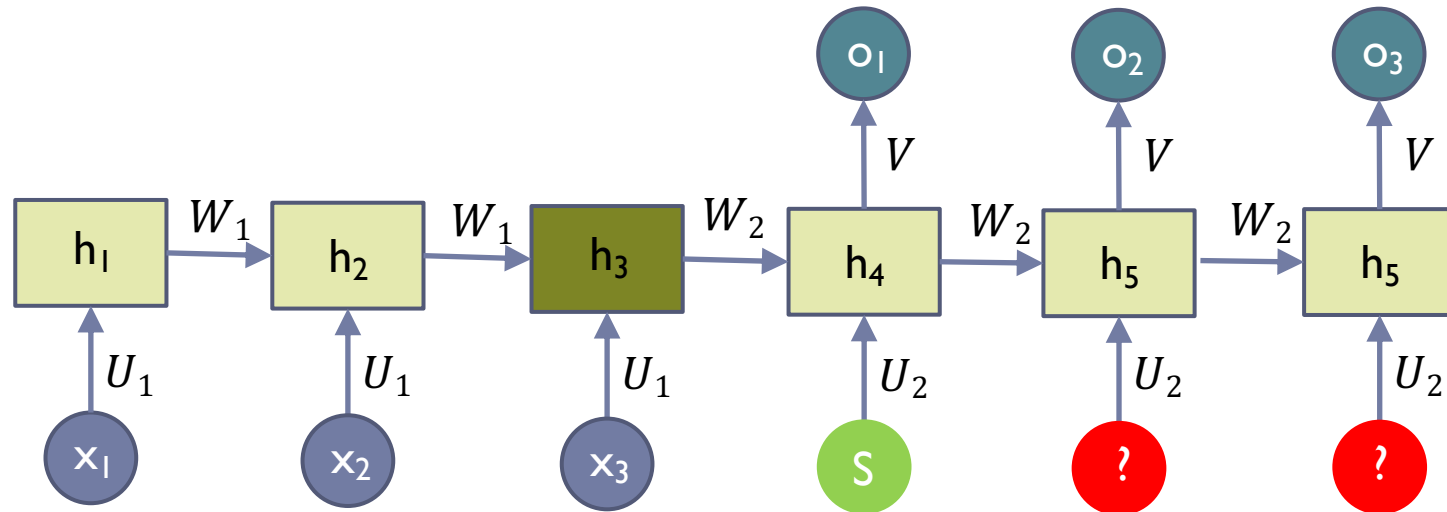 o₁ o₂ o₃
V V V
W₁ W₁ W₂ W₂ W₂
h₁ h₂ h₃ h₄ h₅ h₅
U₁ U₁ U₁ U₂ U₂ U₂
x₁ x₂ x₃ S ? ?